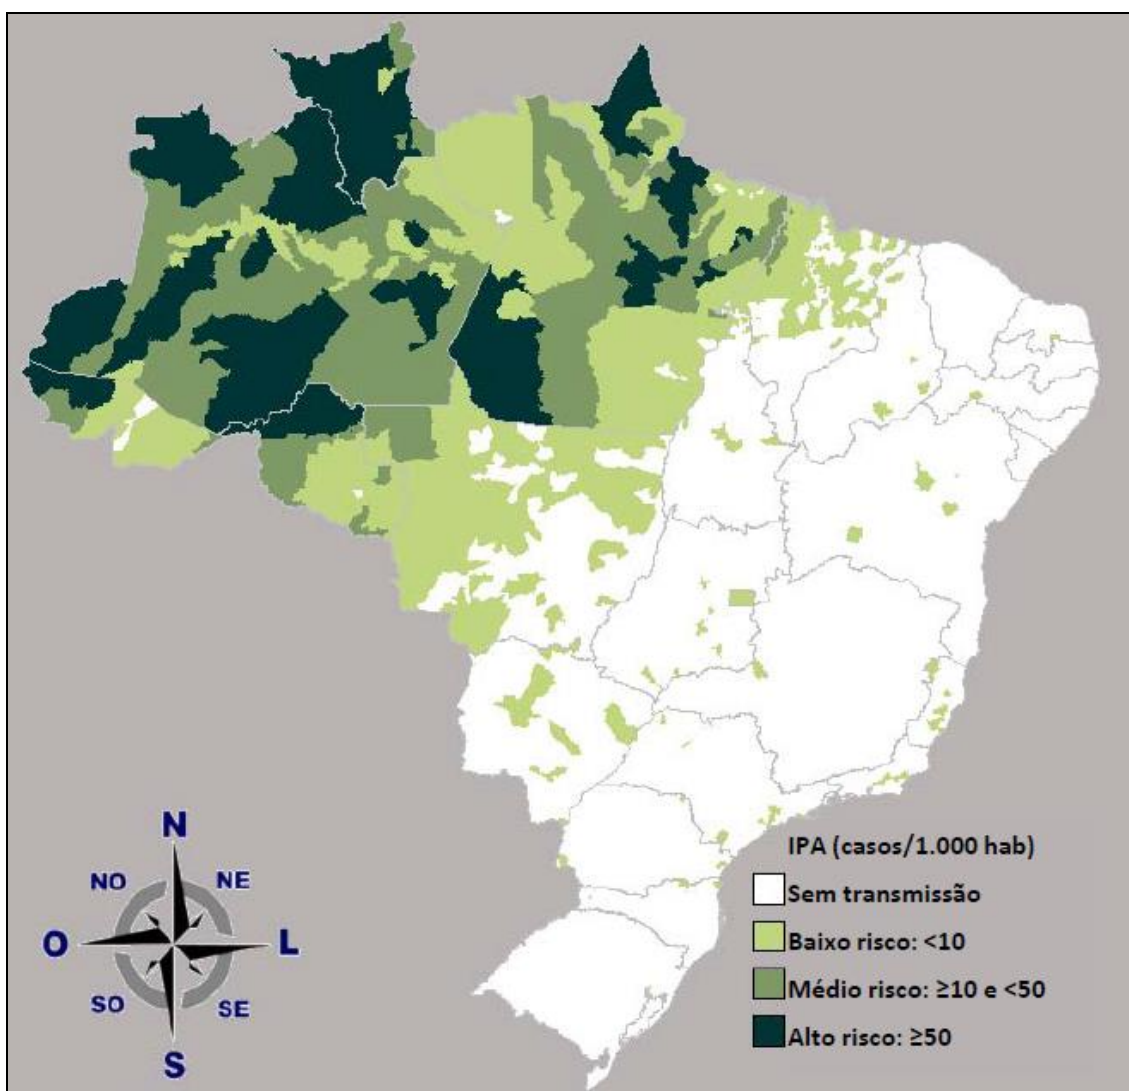 N
NO NE
O L
SO SE
S
IPA (casos/1.000 hab)
Sem transmissão
Baixo risco: <10
Médio risco: ≥10 e <50
Alto risco: ≥50